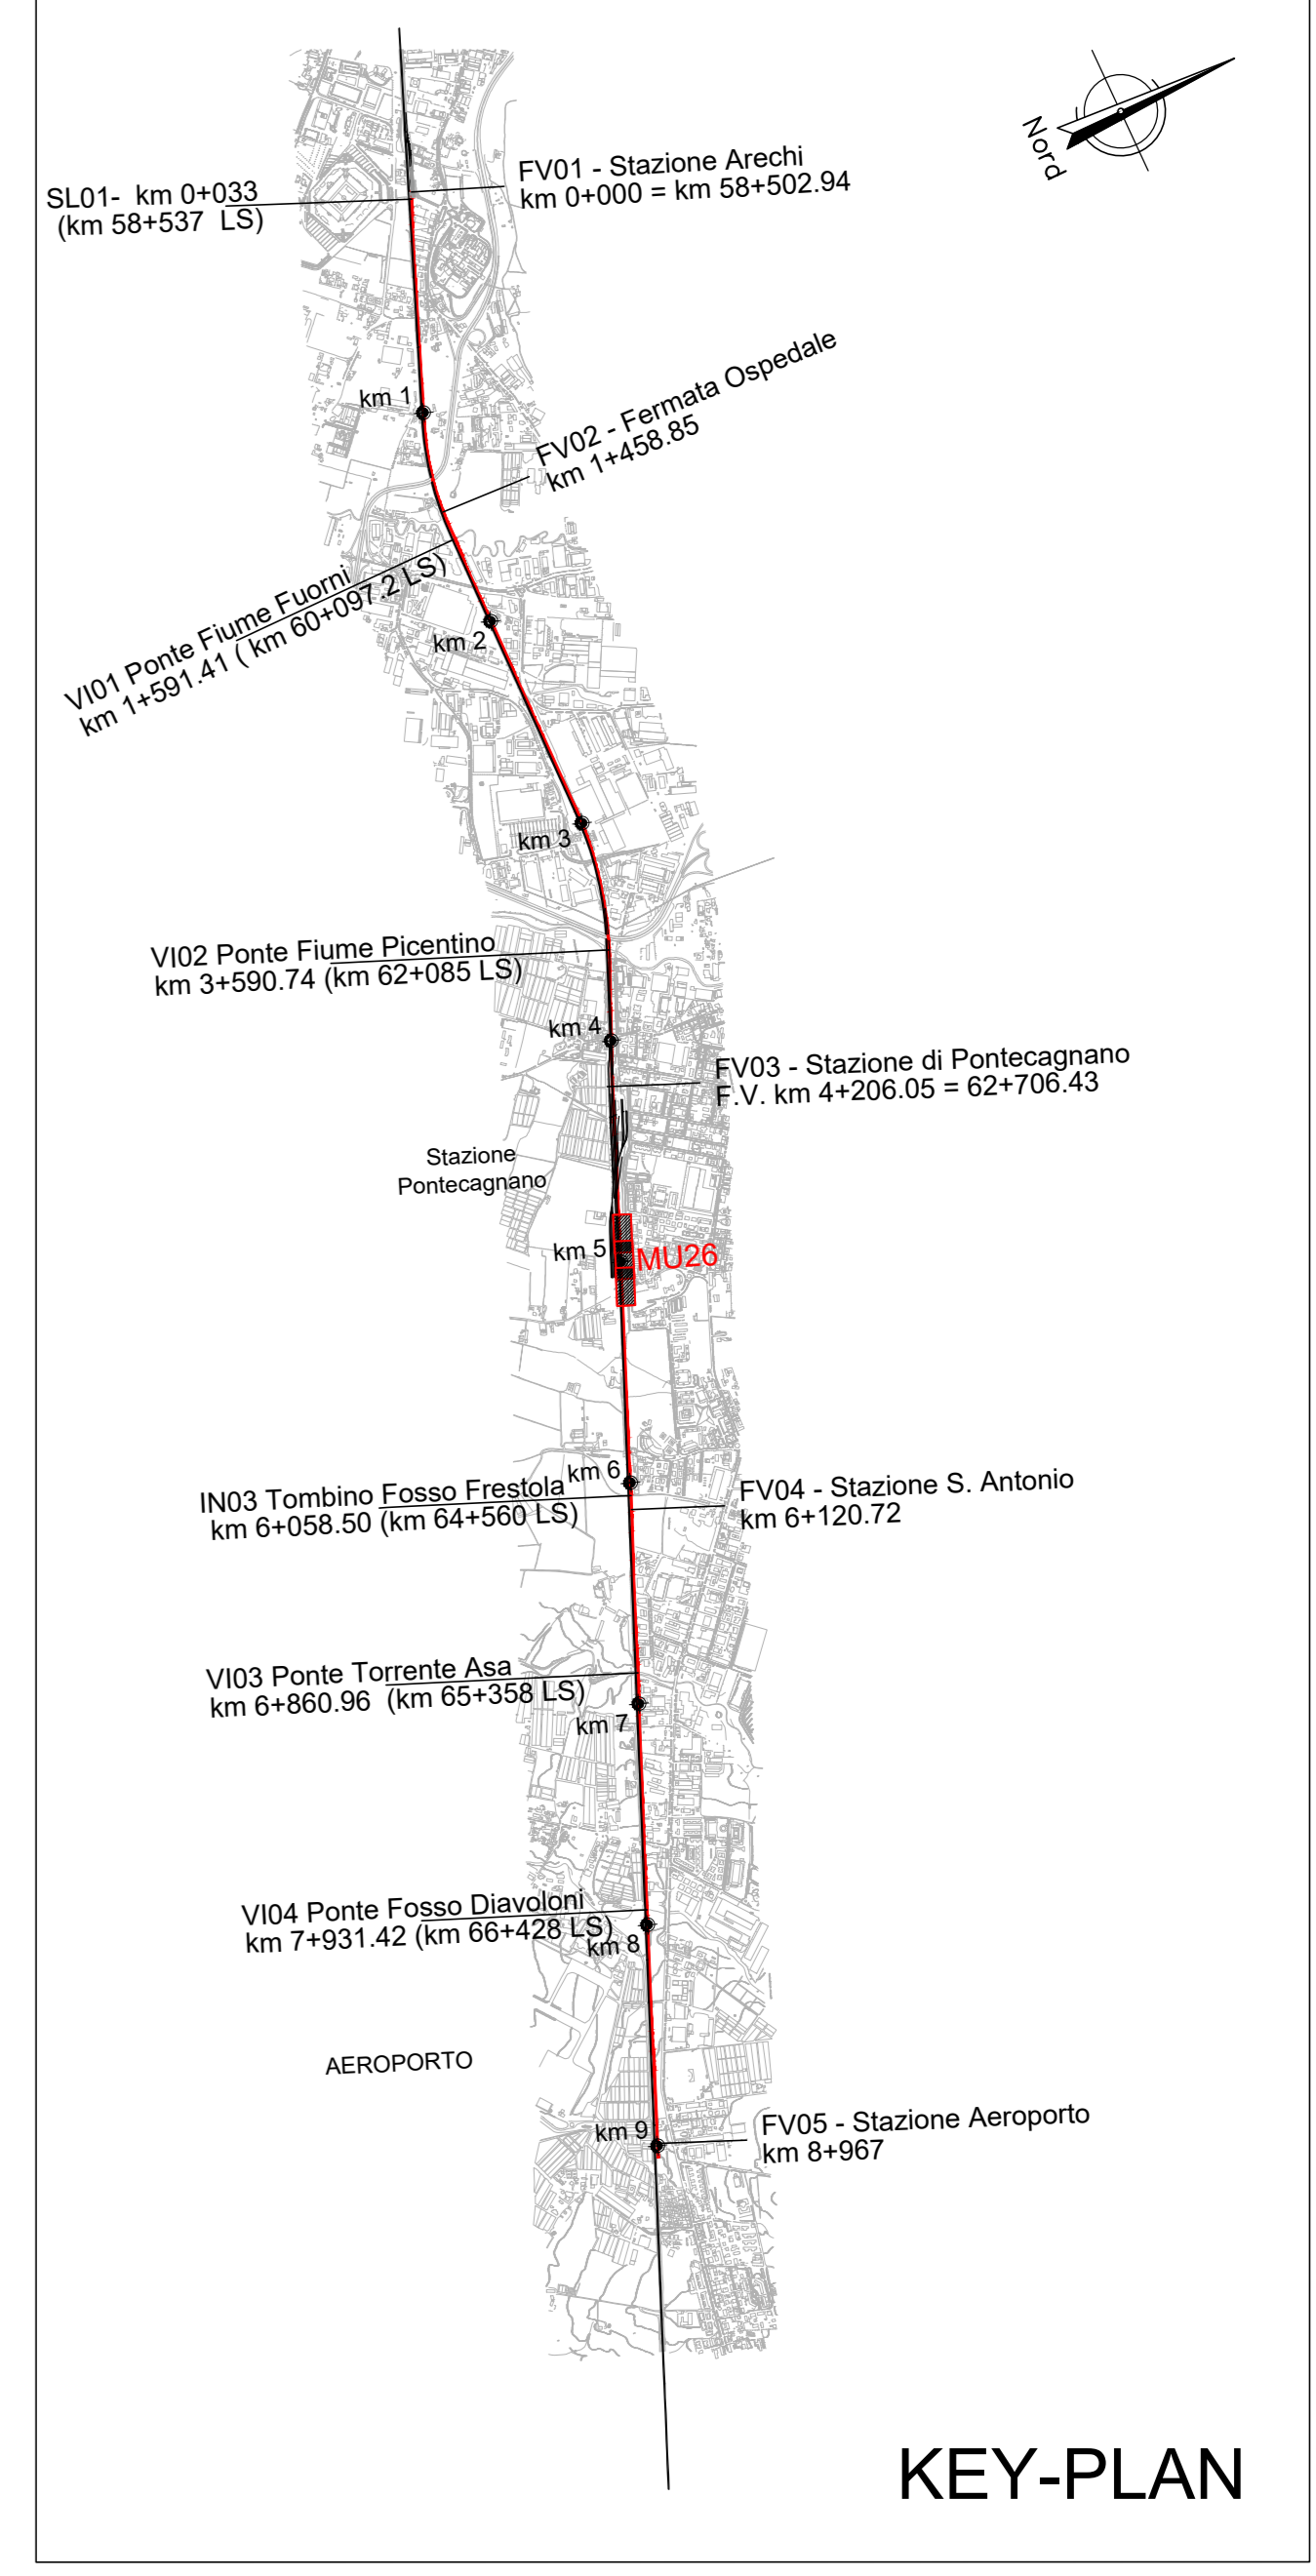 Nord
FV01 - Stazione Arechi
km 0+000 = km 58+502.94
SL01-  km 0+033
(km 58+537  LS)
km 1
FV02 - Fermata Ospedale
km 1+458.85
VI01 Ponte Fiume Fuorni
km 1+591.41 ( km 60+097.2 LS)
km 2
km 3
VI02 Ponte Fiume Picentino
km 3+590.74 (km 62+085 LS)
km 4
FV03 - Stazione di Pontecagnano
F.V. km 4+206.05 = 62+706.43
Stazione
Pontecagnano
km 5
MU26
km 6
IN03 Tombino Fosso Frestola
km 6+058.50 (km 64+560 LS)
FV04 - Stazione S. Antonio
km 6+120.72
VI03 Ponte Torrente Asa
km 6+860.96  (km 65+358 LS)
km 7
VI04 Ponte Fosso Diavoloni
km 7+931.42 (km 66+428 LS)
km 8
AEROPORTO
km 9
FV05 - Stazione Aeroporto
km 8+967
KEY-PLAN